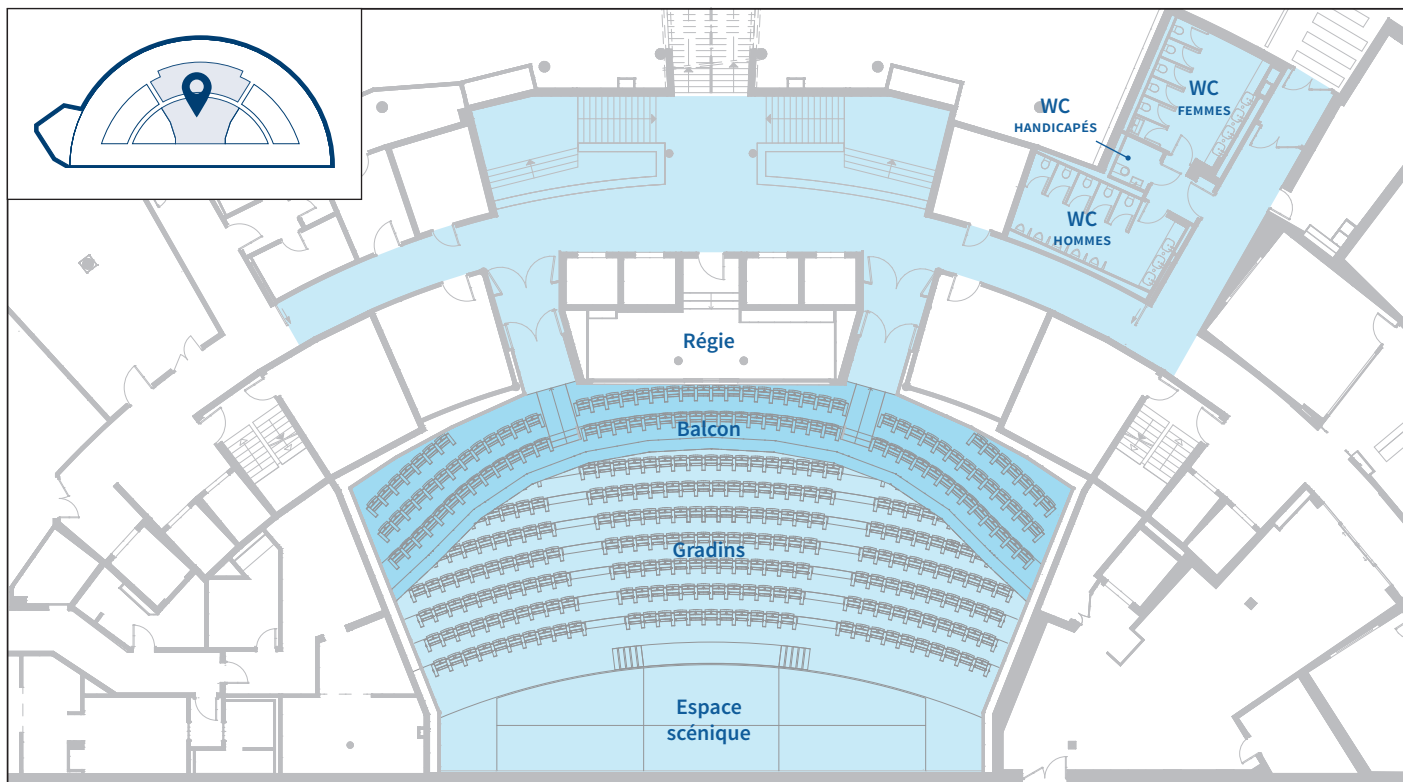 WC
FEMMES
WC
HANDICAPÉS
WC
HOMMES
Régie
Balcon
Gradins
Espace
scénique